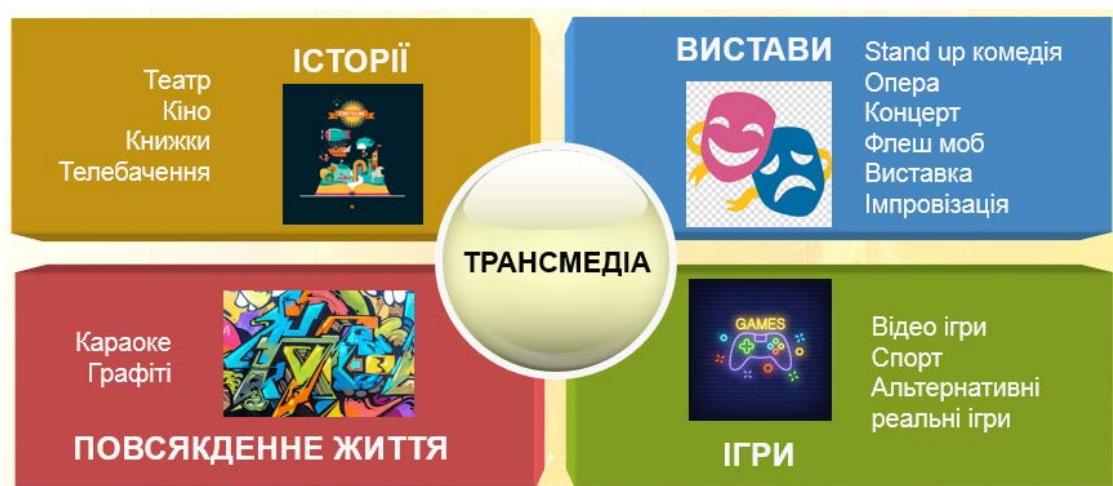 ІСТОРІЇ
Театр
Кіно
Книжки
Телебачення
ВИСТАВИ
Stand up комедія
Опера
Концерт
Флеш моб
Виставка
Імпровізація
ТРАНСМЕДІА
Караоке
Графіті
ПОВСЯКДЕННЕ ЖИТТЯ
GAMES
Відео ігри
Спорт
Альтернативні
реальні ігри
ІГРИ